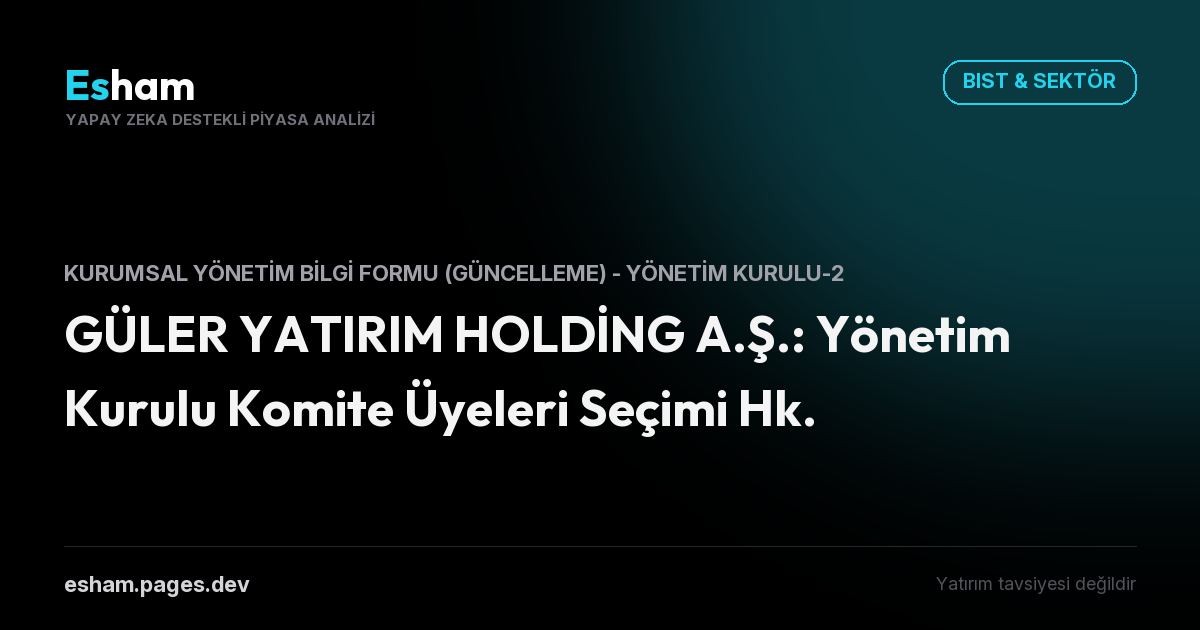 Esham
YAPAY ZEKA DESTEKLİ PİYASA ANALİZİ
BIST & SEKTÖR
KURUMSAL YÖNETİM BİLGİ FORMU (GÜNCELLEME) - YÖNETİM KURULU-2
GÜLER YATIRIM HOLDİNG A.Ş.: Yönetim
Kurulu Komite Üyeleri Seçimi Hk.
esham.pages.dev
Yatırım tavsiyesi değildir